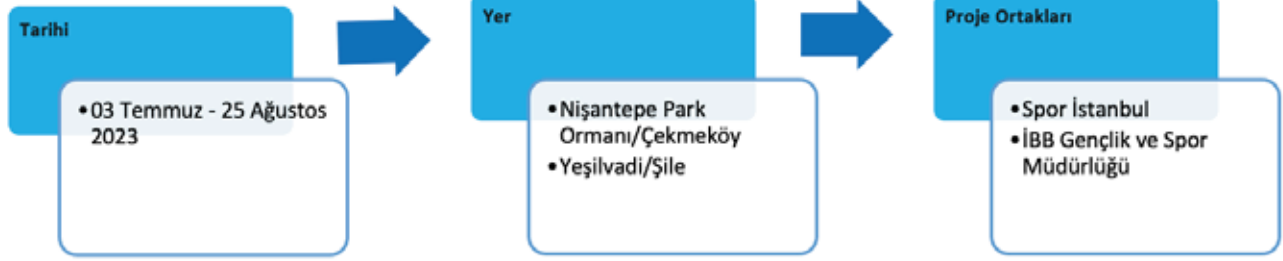 Tarihi
•03 Temmuz - 25 Ağustos
2023
Yer
•Nişantepe Park
Ormanı/Çekmeköy
•Yeşilvadi/Şile
Proje Ortakları
•Spor İstanbul
•İBB Gençlik ve Spor
Müdürlüğü